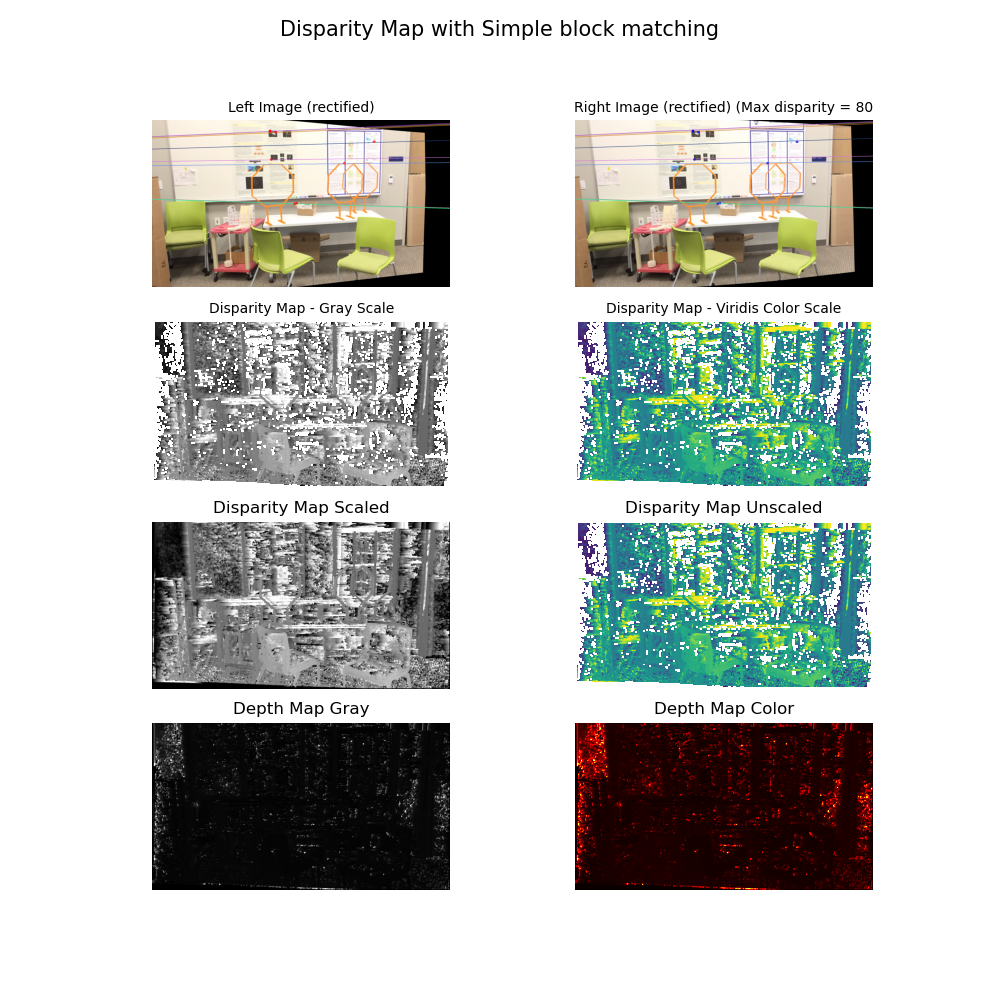 Disparity Map with Simple block matching
Left Image (rectified)
Right Image (rectified) (Max disparity = 80
Disparity Map - Gray Scale
Disparity Map - Viridis Color Scale
Disparity Map Scaled
Disparity Map Unscaled
Depth Map Gray
Depth Map Color